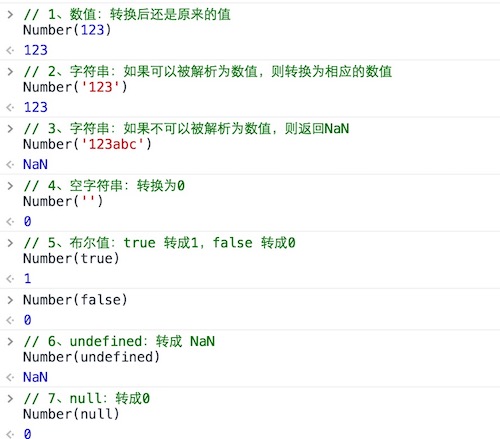 // 1、数值：转换后还是原来的值
Number(123)
123
// 2、字符串：如果可以被解析为数值，则转换为相应的数值
Number('123')
123
// 3、字符串：如果不可以被解析为数值，则返回NaN
Number('123abc')
NaN
// 4、空字符串：转换为0
Number('')
0
// 5、布尔值：true 转成1，false 转成0
Number(true)
1
Number(false)
0
// 6、undefined：转成 NaN
Number(undefined)
NaN
// 7、null：转成0
Number(null)
0